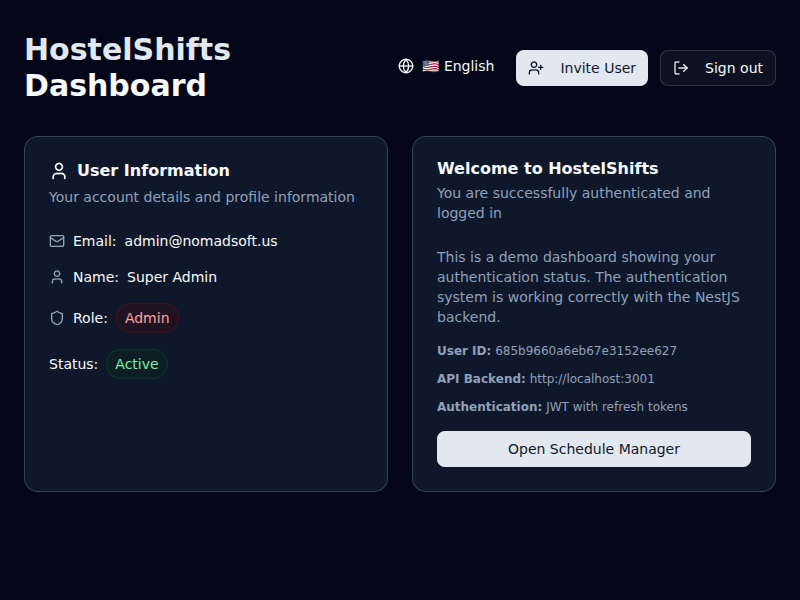 HostelShifts
Dashboard
🇺🇸 English
Invite User
Sign out
User Information
Your account details and profile information
Email: admin@nomadsoft.us
Name: Super Admin
Role: Admin
Status: Active
Welcome to HostelShifts
You are successfully authenticated and
logged in
This is a demo dashboard showing your
authentication status. The authentication
system is working correctly with the NestJS
backend.
User ID: 685b9660a6eb67e3152ee627
API Backend: http://localhost:3001
Authentication: JWT with refresh tokens
Open Schedule Manager